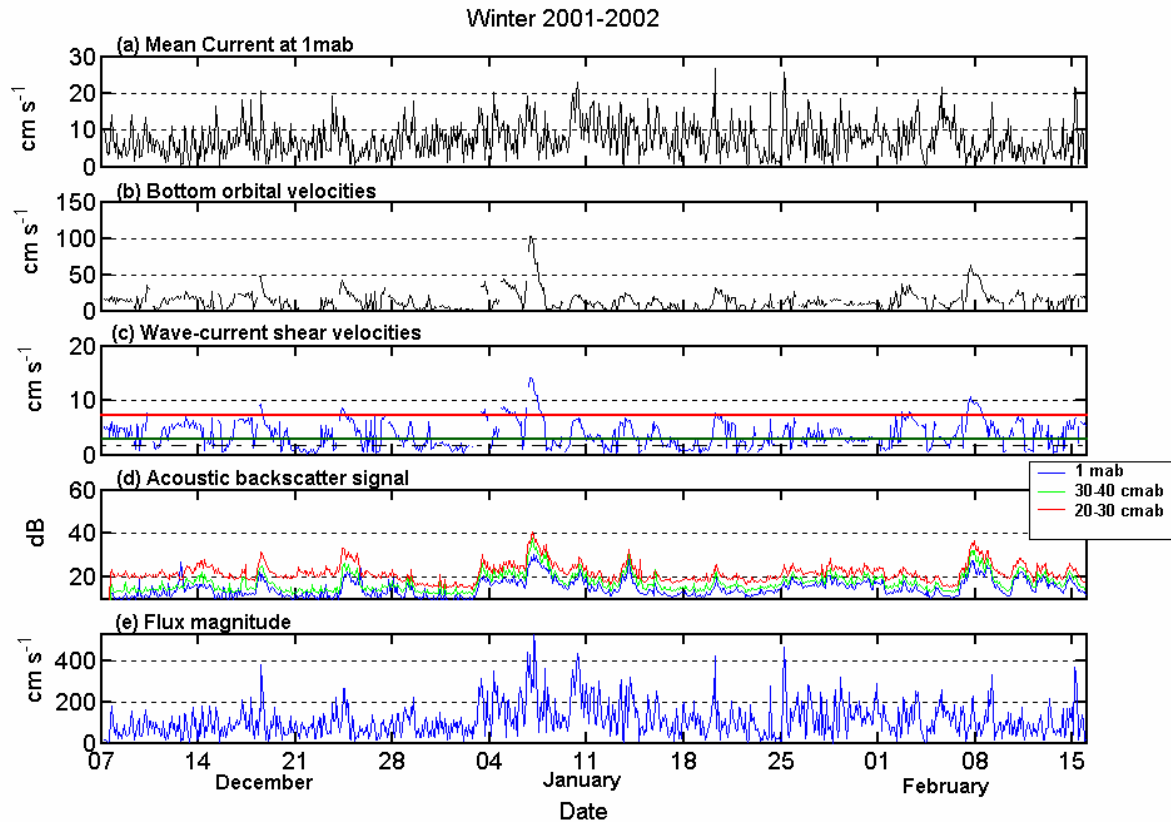 Winter 2001-2002
(a) Mean Current at 1mab
30
20
10
0
cm s⁻¹
(b) Bottom orbital velocities
150
100
50
0
cm s⁻¹
(c) Wave-current shear velocities
20
10
0
cm s⁻¹
(d) Acoustic backscatter signal
60
40
20
dB
1 mab
30-40 cmab
20-30 cmab
(e) Flux magnitude
400
200
0
cm s⁻¹
07 14 21 28 04 11 18 25 01 08 15
December January February
Date